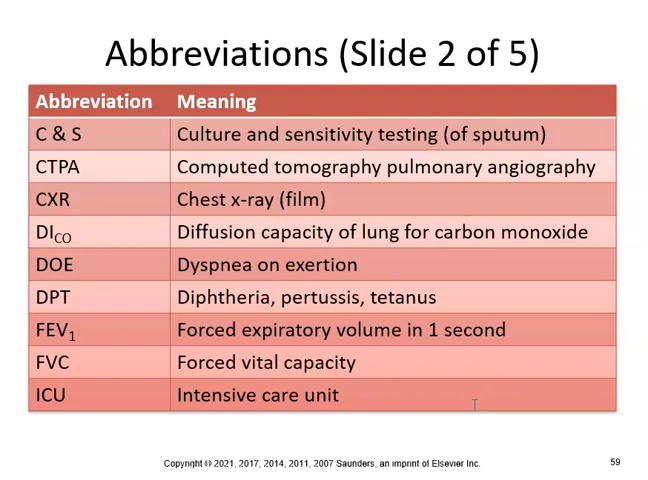 Abbreviations (Slide 2 of 5)
Abbreviation Meaning
C & S Culture and sensitivity testing (of sputum)
CTPA Computed tomography pulmonary angiography
CXR Chest x-ray (film)
DI_CO Diffusion capacity of lung for carbon monoxide
DOE Dyspnea on exertion
DPT Diphtheria, pertussis, tetanus
FEV₁ Forced expiratory volume in 1 second
FVC Forced vital capacity
ICU Intensive care unit
Copyright © 2021, 2017, 2014, 2011, 2007 Saunders, an imprint of Elsevier Inc. 59